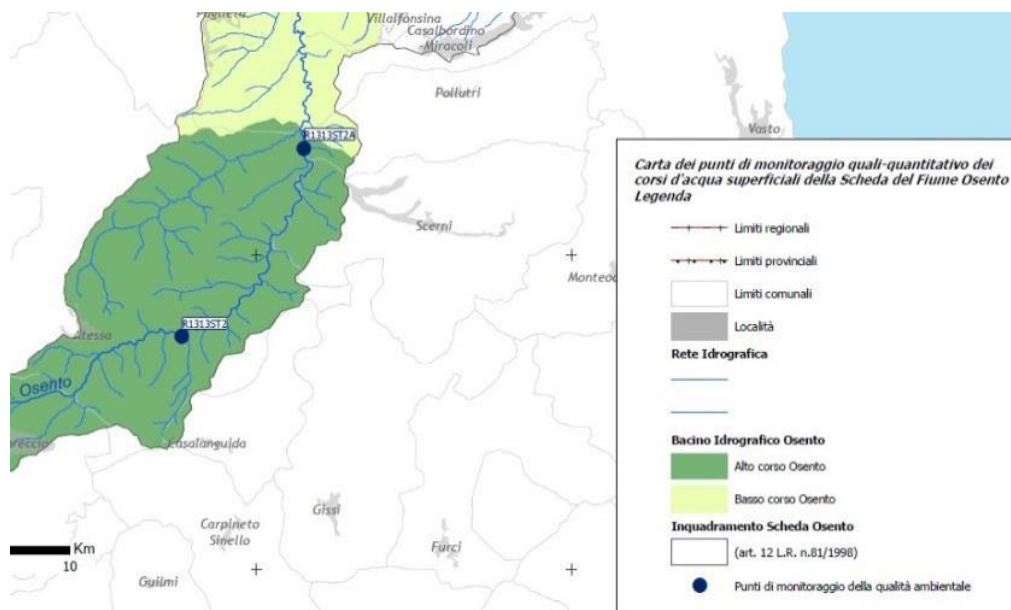 Paglieta
Villalfonsina
Casalbordino
-Miracoli
Pollutri
Vasto
R1313ST2A
Scerni
Monteod
R1313ST2
Atessa
Osento
areccio
Casalanguida
Gissi
Carpineto
Sinello
Furci
Guilmi
Km
10
Carta dei punti di monitoraggio quali-quantitativo dei
corsi d'acqua superficiali della Scheda del Fiume Osento
Legenda
Limiti regionali
Limiti provinciali
Limiti comunali
Località
Rete Idrografica
Bacino Idrografico Osento
Alto corso Osento
Basso corso Osento
Inquadramento Scheda Osento
(art. 12 L.R. n.81/1998)
Punti di monitoraggio della qualità ambientale